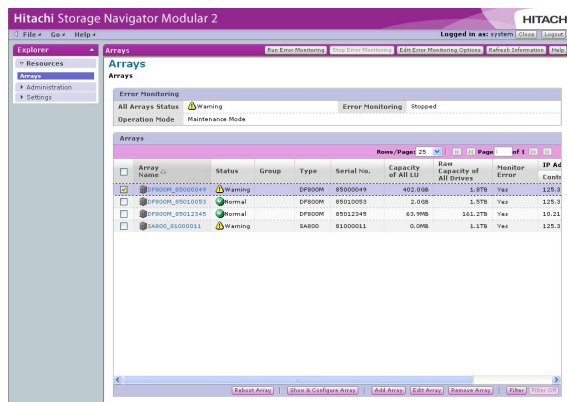 Hitachi Storage Navigator Modular 2
HITACH
File Go Help
Logged in as: system Close Logout
Explorer
Arrays
Run Error Monitoring Stop Error Monitoring Edit Error Monitoring Options Refresh Information Help
Resources
Arrays
Administration
Settings
Arrays
Arrays
Error Monitoring
All Arrays Status Warning Error Monitoring Stopped
Operation Mode Maintenance Mode
Arrays
Rows/Page: 25 Page 1 of 1
Array Name Status Group Type Serial No. Capacity of All LU Raw Capacity of All Drives Monitor Error IP Ad
Contr
DF800M_85000049 Warning DF800M 85000049 402.0GB 1.8TB Yes 125.3
DF800M_85010053 Normal DF800M 85010053 2.0GB 1.5TB Yes 125.3
DF800M_85012345 Normal DF800M 85012345 63.9MB 161.2TB Yes 10.21
SA800_81000011 Warning SA800 81000011 0.0MB 1.1TB Yes 125.3
Reboot Array Show & Configure Array Add Array Edit Array Remove Array Filter Filter Off